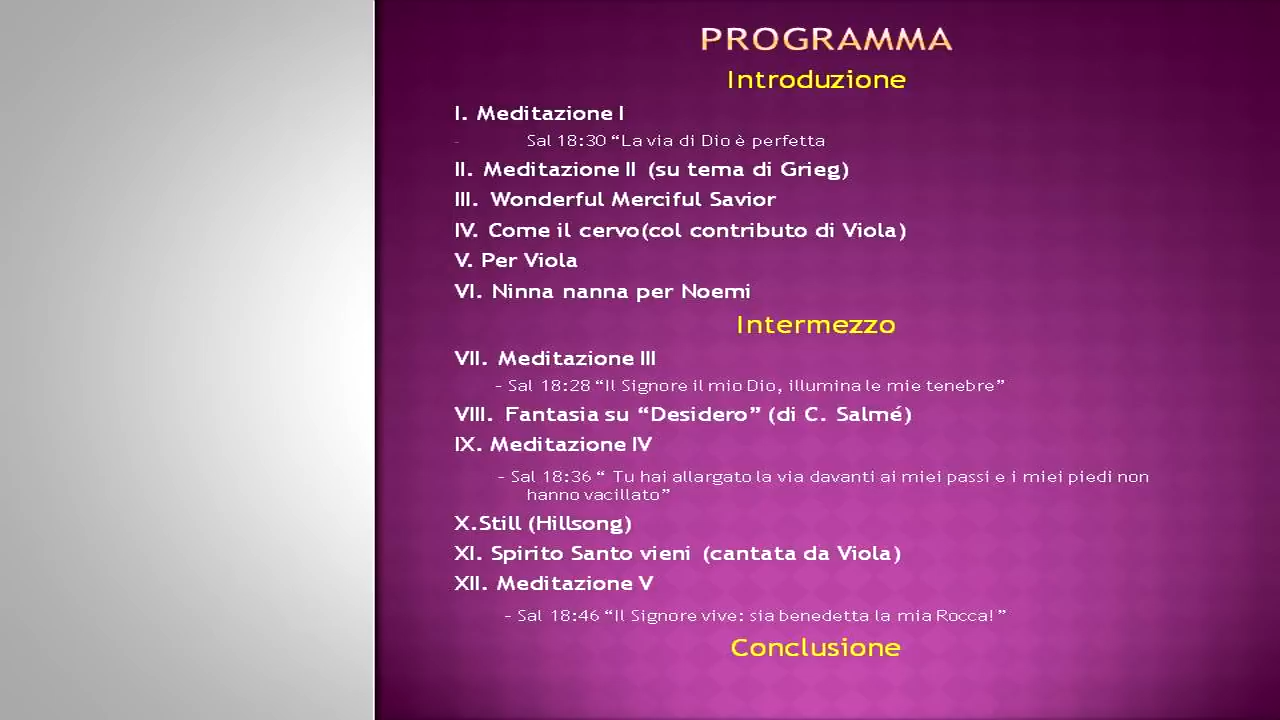 PROGRAMMA
Introduzione
I. Meditazione I
- Sal 18:30 “La via di Dio è perfetta
II. Meditazione II (su tema di Grieg)
III. Wonderful Merciful Savior
IV. Come il cervo(col contributo di Viola)
V. Per Viola
VI. Ninna nanna per Noemi
Intermezzo
VII. Meditazione III
- Sal 18:28 “Il Signore il mio Dio, illumina le mie tenebre”
VIII. Fantasia su “Desidero” (di C. Salmé)
IX. Meditazione IV
- Sal 18:36 “ Tu hai allargato la via davanti ai miei passi e i miei piedi non
hanno vacillato”
X.Still (Hillsong)
XI. Spirito Santo vieni (cantata da Viola)
XII. Meditazione V
- Sal 18:46 “Il Signore vive: sia benedetta la mia Rocca!”
Conclusione